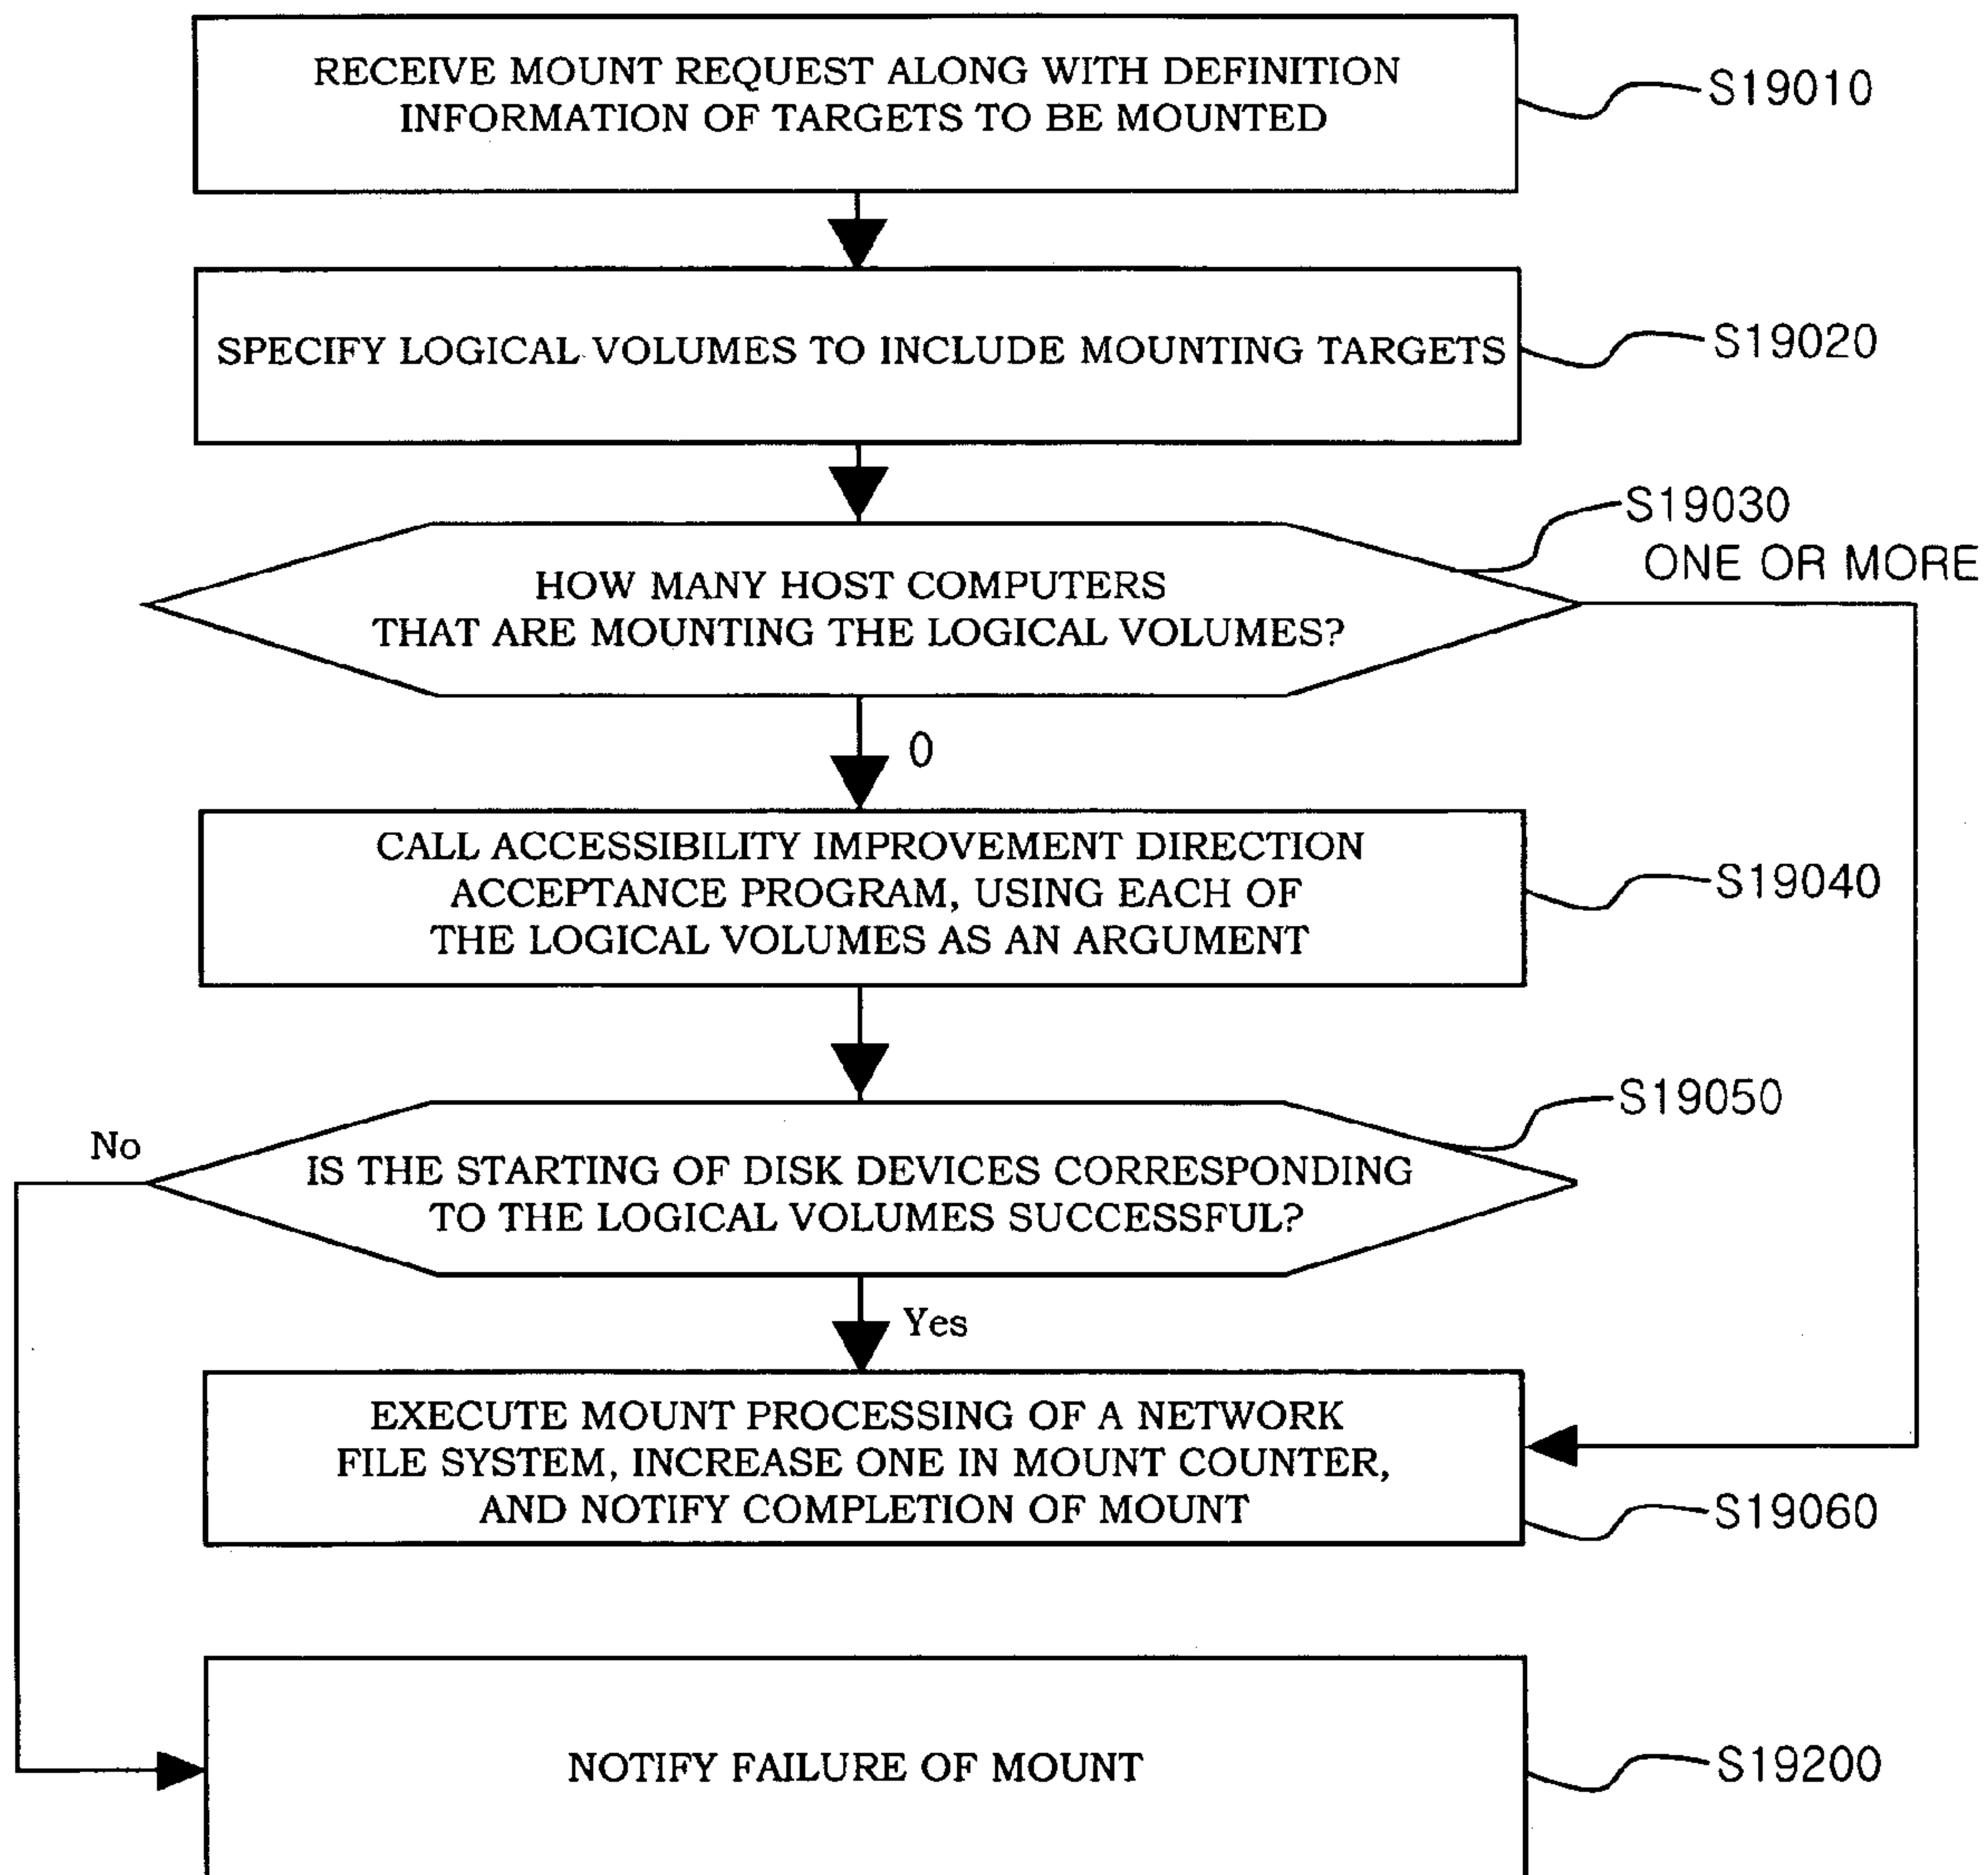 RECEIVE MOUNT REQUEST ALONG WITH DEFINITION
INFORMATION OF TARGETS TO BE MOUNTED
S19010
SPECIFY LOGICAL VOLUMES TO INCLUDE MOUNTING TARGETS
S19020
S19030
ONE OR MORE
HOW MANY HOST COMPUTERS
THAT ARE MOUNTING THE LOGICAL VOLUMES?
0
CALL ACCESSIBILITY IMPROVEMENT DIRECTION
ACCEPTANCE PROGRAM, USING EACH OF
THE LOGICAL VOLUMES AS AN ARGUMENT
S19040
S19050
No
IS THE STARTING OF DISK DEVICES CORRESPONDING
TO THE LOGICAL VOLUMES SUCCESSFUL?
Yes
EXECUTE MOUNT PROCESSING OF A NETWORK
FILE SYSTEM, INCREASE ONE IN MOUNT COUNTER,
AND NOTIFY COMPLETION OF MOUNT
S19060
NOTIFY FAILURE OF MOUNT
S19200